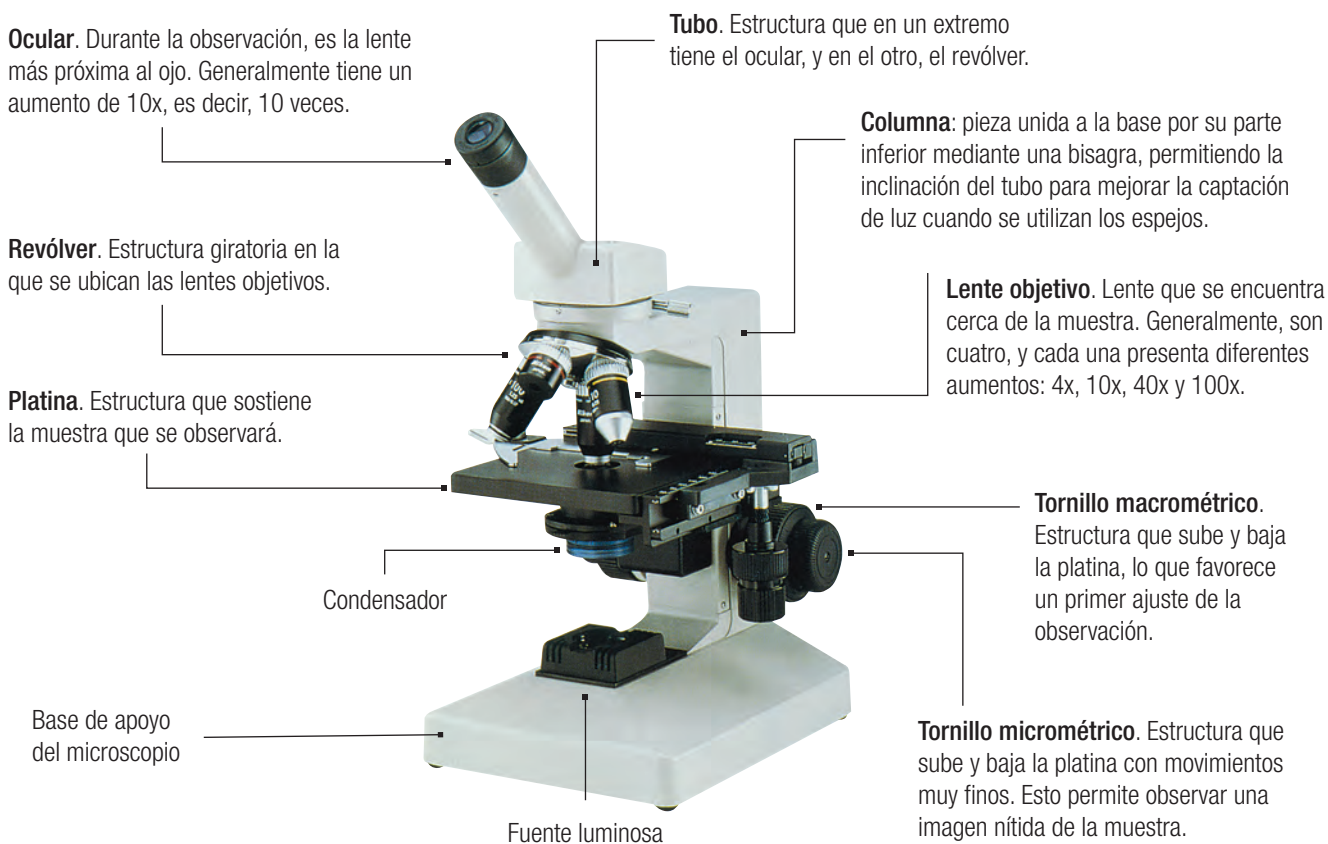 Ocular. Durante la observación, es la lente
más próxima al ojo. Generalmente tiene un
aumento de 10x, es decir, 10 veces.
Tubo. Estructura que en un extremo
tiene el ocular, y en el otro, el revólver.
Columna: pieza unida a la base por su parte
inferior mediante una bisagra, permitiendo la
inclinación del tubo para mejorar la captación
de luz cuando se utilizan los espejos.
Revólver. Estructura giratoria en la
que se ubican las lentes objetivos.
Lente objetivo. Lente que se encuentra
cerca de la muestra. Generalmente, son
cuatro, y cada una presenta diferentes
aumentos: 4x, 10x, 40x y 100x.
Platina. Estructura que sostiene
la muestra que se observará.
Tornillo macrométrico.
Estructura que sube y baja
la platina, lo que favorece
un primer ajuste de la
observación.
Condensador
Base de apoyo
del microscopio
Tornillo micrométrico. Estructura que
sube y baja la platina con movimientos
muy finos. Esto permite observar una
imagen nítida de la muestra.
Fuente luminosa